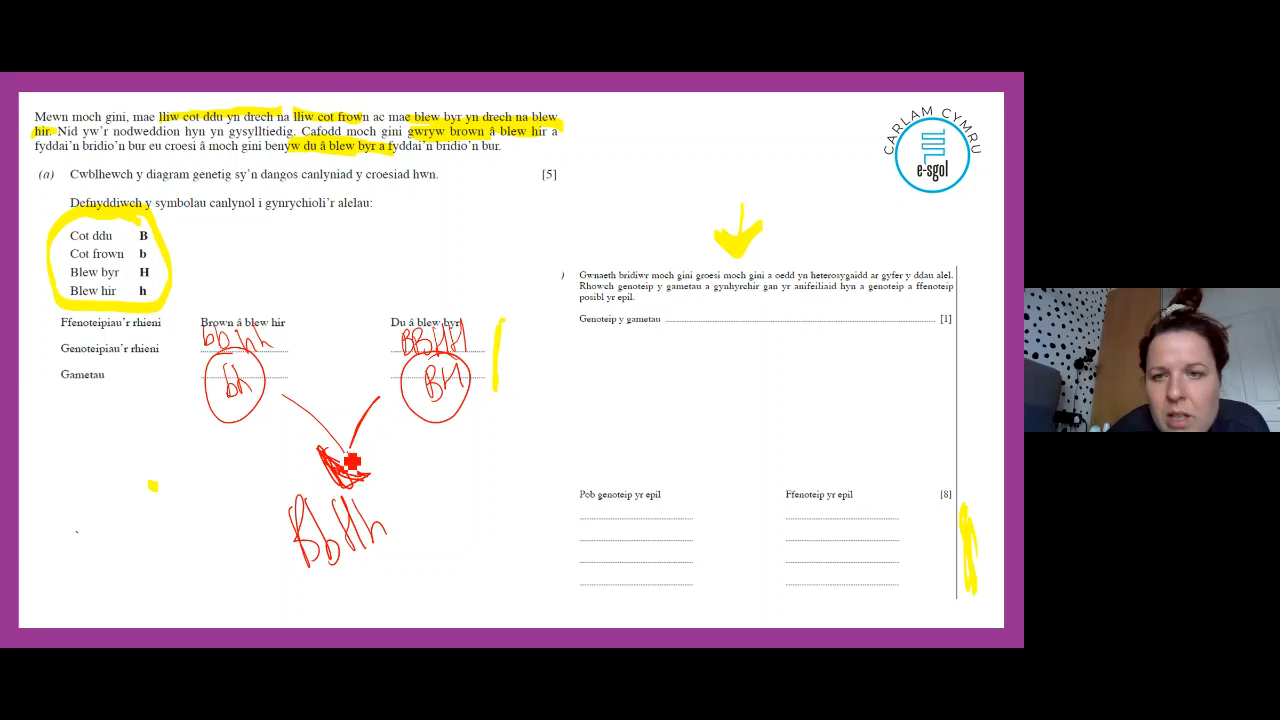 Mewn moch gini, mae lliw cot ddu yn drech na lliw cot frown ac mae blew byr yn drech na blew
hir. Nid yw'r nodweddion hyn yn gysylltiedig. Cafodd moch gini gwryw brown â blew hir a
fyddai'n bridio'n bur eu croesi â moch gini benyw du â blew byr a fyddai'n bridio'n bur.
(a) Cwblhewch y diagram genetig sy'n dangos canlyniad y croesiad hwn. [5]
Defnyddiwch y symbolau canlynol i gynrychioli'r alelau:
Cot ddu B
Cot frown b
Blew byr H
Blew hir h
Ffenoteipiau'r rhieni Brown â blew hir Du â blew byr
Genoteipiau'r rhieni bbhh BBHH
Gametau bh BH
BbHh
CARLAM CYMRU
e-sgol
) Gwnaeth bridiwr moch gini groesi moch gini a oedd yn heterosygaidd ar gyfer y ddau alel.
Rhowch genoteip y gametau a gynhyrchir gan yr anifeiliaid hyn a genoteip a ffenoteip
posibl yr epil.
Genoteip y gametau [1]
Pob genoteip yr epil Ffenoteip yr epil [8]